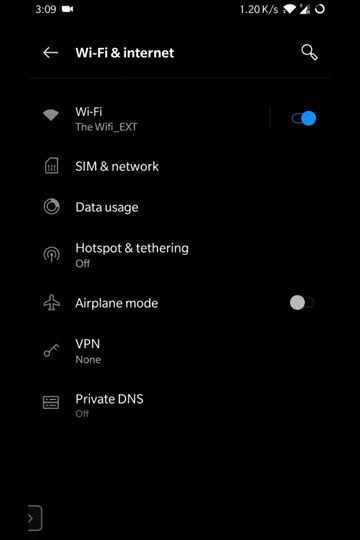 3:09 1.20 K/s
Wi-Fi & internet
Wi-Fi
The Wifi_EXT
SIM & network
Data usage
Hotspot & tethering
Off
Airplane mode
VPN
None
Private DNS
Off